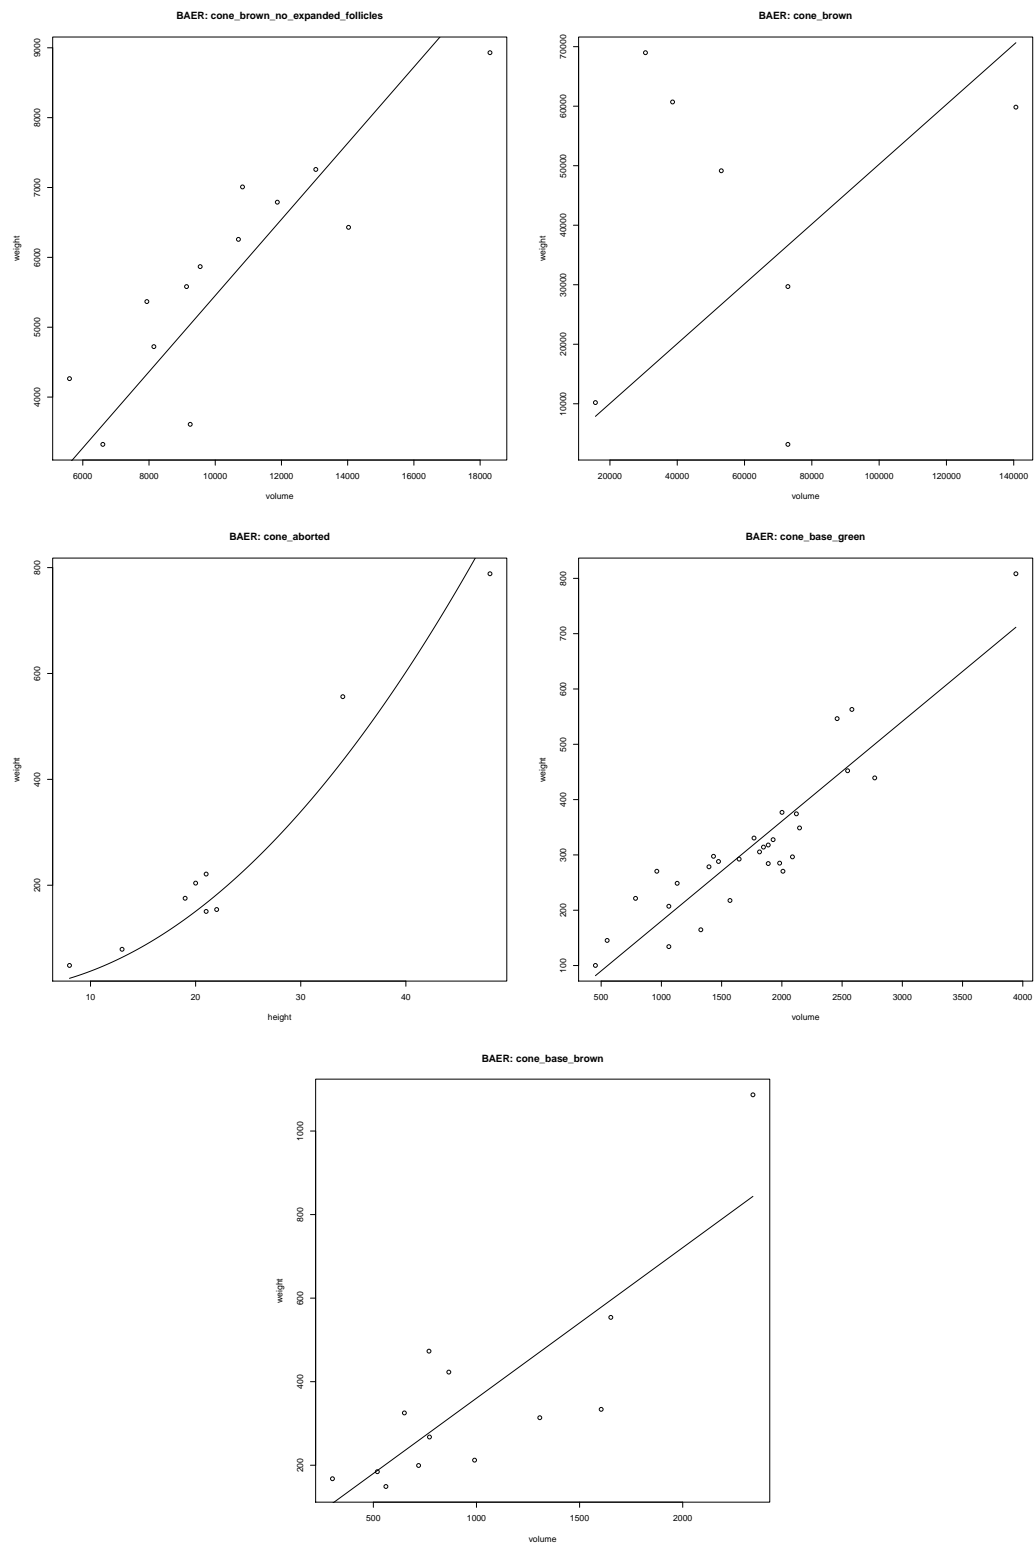 BAER: cone_brown_no_expanded_follicles
BAER: cone_brown
weight
4000 5000 6000 7000 8000 9000
6000 8000 10000 12000 14000 16000 18000
volume
weight
10000 20000 30000 40000 50000 60000 70000
20000 40000 60000 80000 100000 120000 140000
volume
BAER: cone_aborted
BAER: cone_base_green
weight
200 400 600 800
10 20 30 40
height
weight
100 200 300 400 500 600 700 800
500 1000 1500 2000 2500 3000 3500 4000
volume
BAER: cone_base_brown
weight
200 400 600 800 1000
500 1000 1500 2000
volume